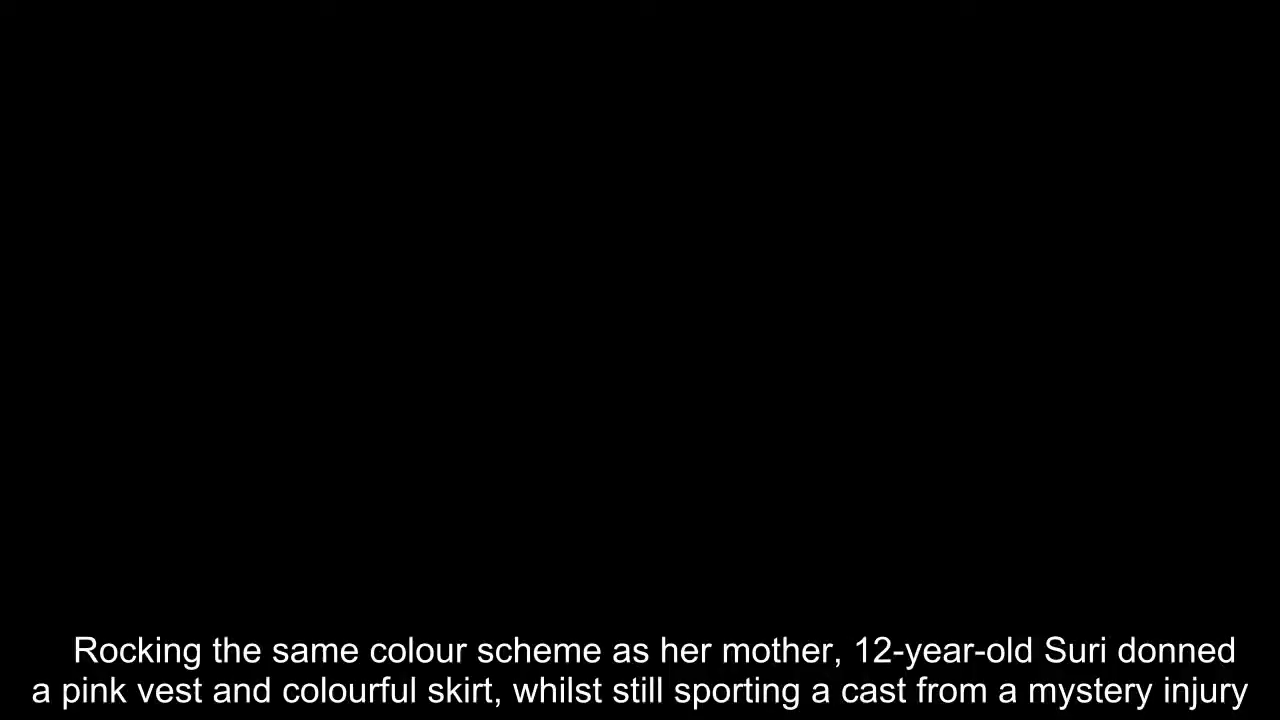 Rocking the same colour scheme as her mother, 12-year-old Suri donned
a pink vest and colourful skirt, whilst still sporting a cast from a mystery injury